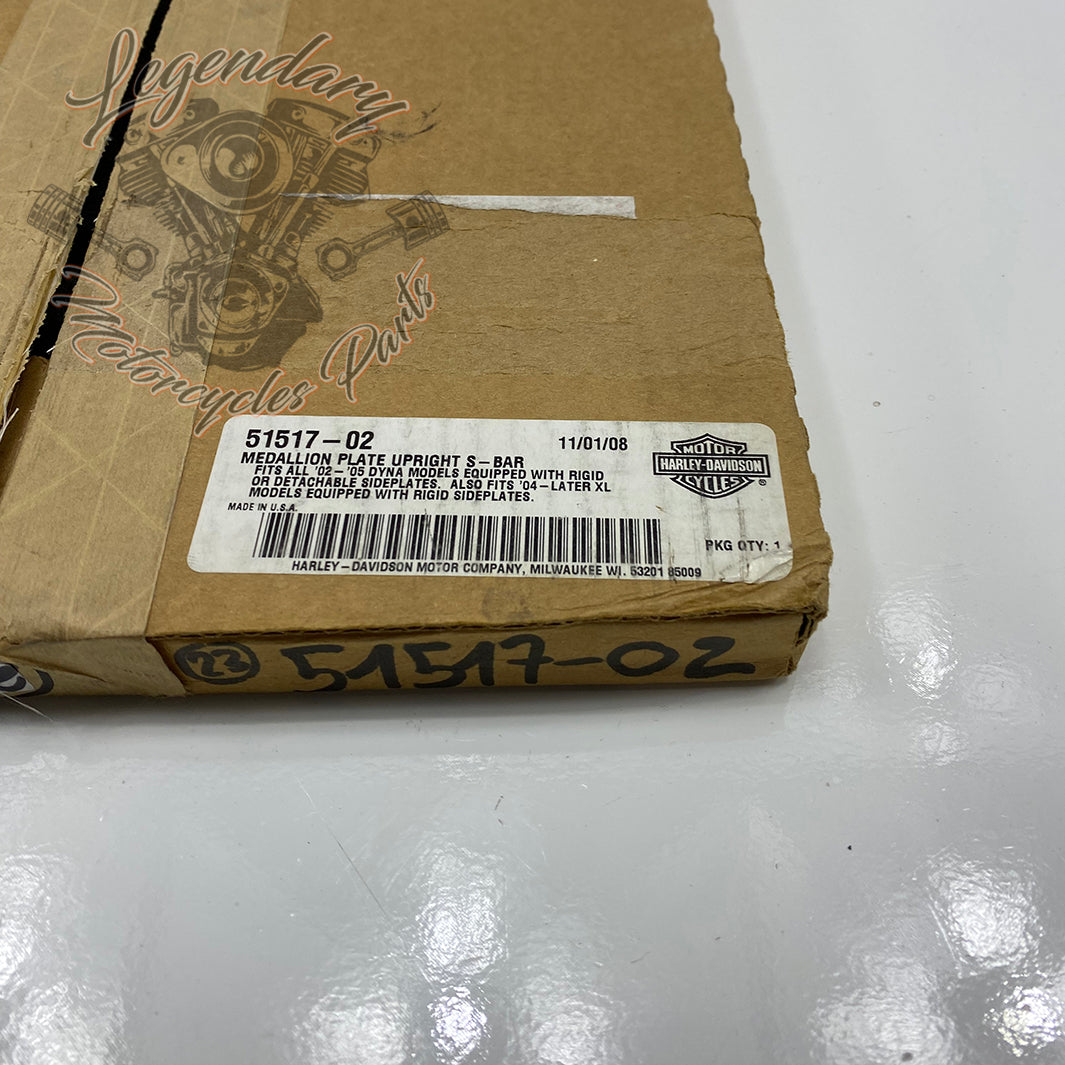 Legendary
Motorcycles Parts
51517-02 11/01/08
MEDALLION PLATE UPRIGHT S-BAR
FITS ALL '02-'05 DYNA MODELS EQUIPPED WITH RIGID
OR DETACHABLE SIDEPLATES. ALSO FITS '04-LATER XL
MODELS EQUIPPED WITH RIGID SIDEPLATES.
MADE IN U.S.A.
MOTOR
HARLEY-DAVIDSON
CYCLES
PKG QTY: 1
HARLEY-DAVIDSON MOTOR COMPANY, MILWAUKEE WI. 53201 85009
23 51517-02